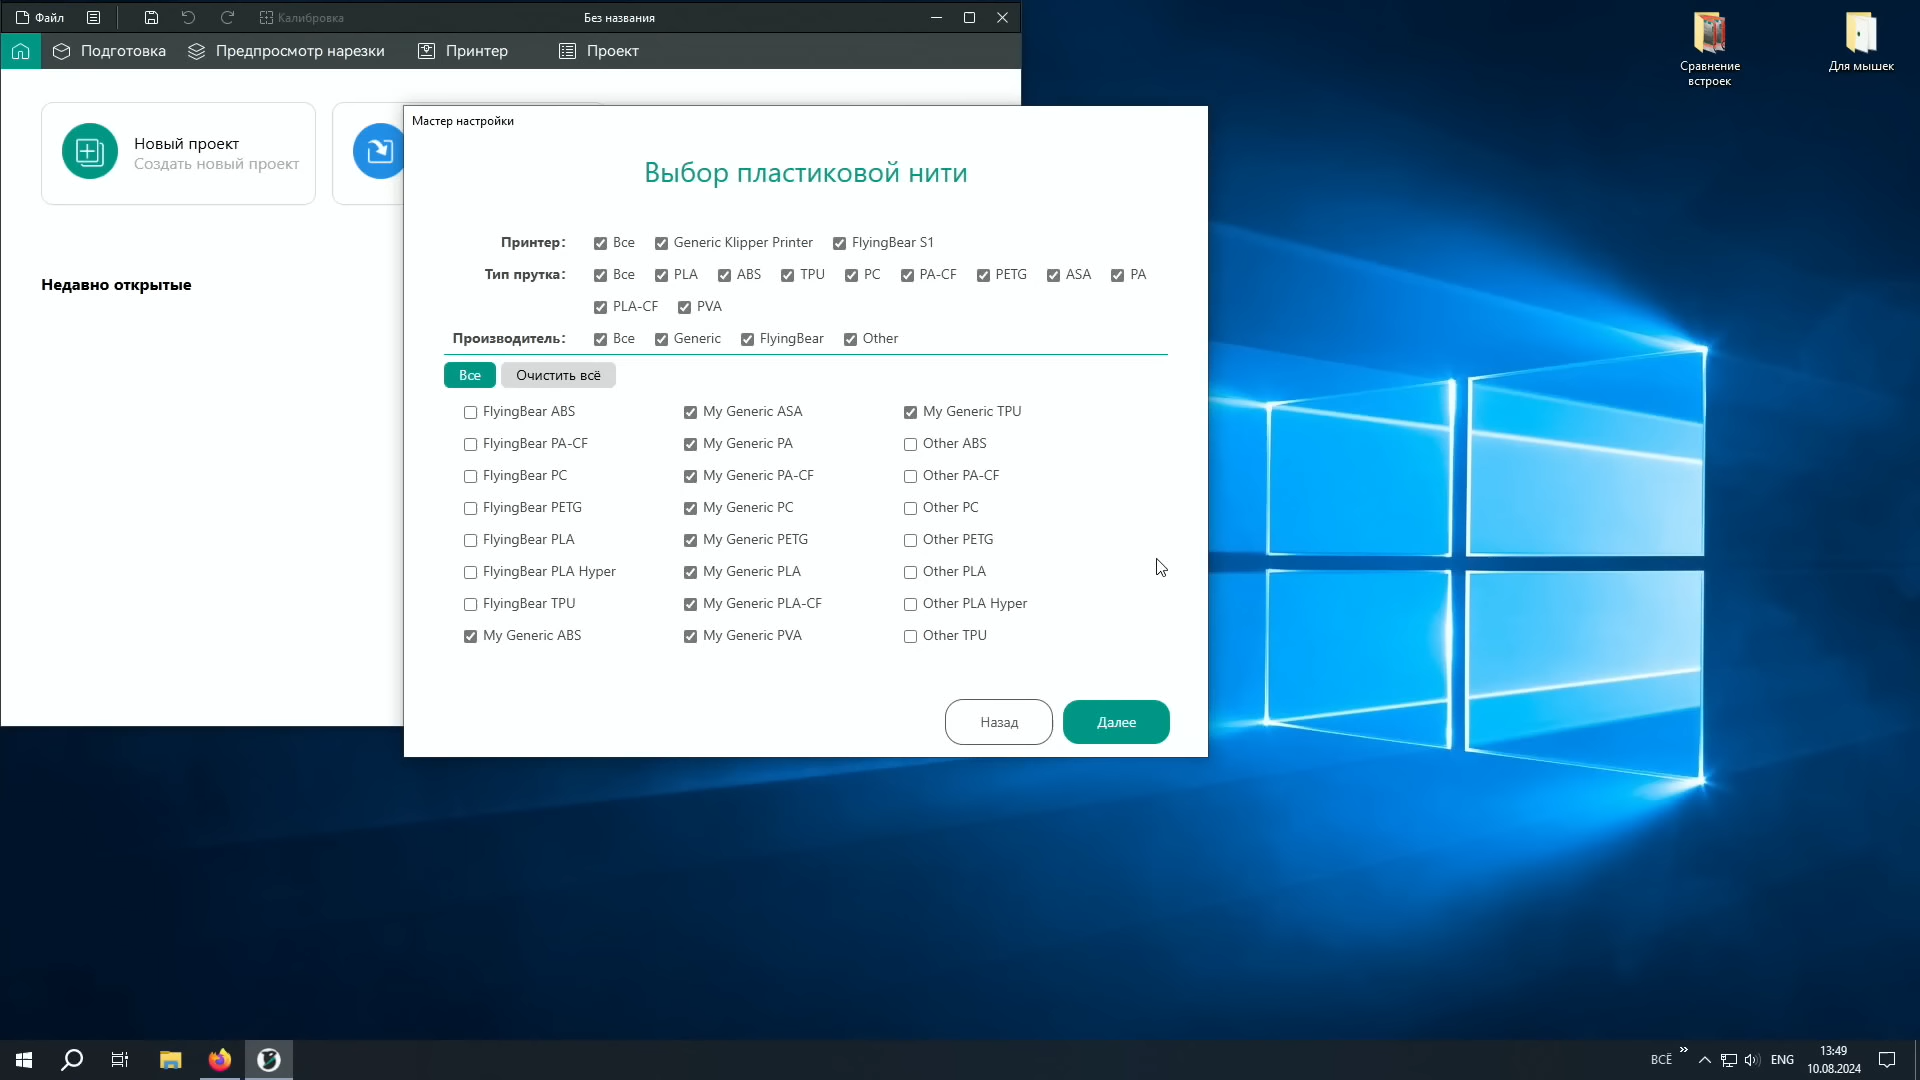 Файл
Калибровка
Без названия
Подготовка
Предпросмотр нарезки
Принтер
Проект
Новый проект
Создать новый проект
Недавно открытые
Мастер настройки
Выбор пластиковой нити
Принтер: Все Generic Klipper Printer FlyingBear S1
Тип прутка: Все PLA ABS TPU PC PA-CF PETG ASA PA
PLA-CF PVA
Производитель: Все Generic FlyingBear Other
Все Очистить всё
FlyingBear ABS My Generic ASA My Generic TPU
FlyingBear PA-CF My Generic PA Other ABS
FlyingBear PC My Generic PA-CF Other PA-CF
FlyingBear PETG My Generic PC Other PC
FlyingBear PLA My Generic PETG Other PETG
FlyingBear PLA Hyper My Generic PLA Other PLA
FlyingBear TPU My Generic PLA-CF Other PLA Hyper
My Generic ABS My Generic PVA Other TPU
Назад Далее
Сравнение
встроек
Для мышек
ВСЁ
ENG
13:49
10.08.2024